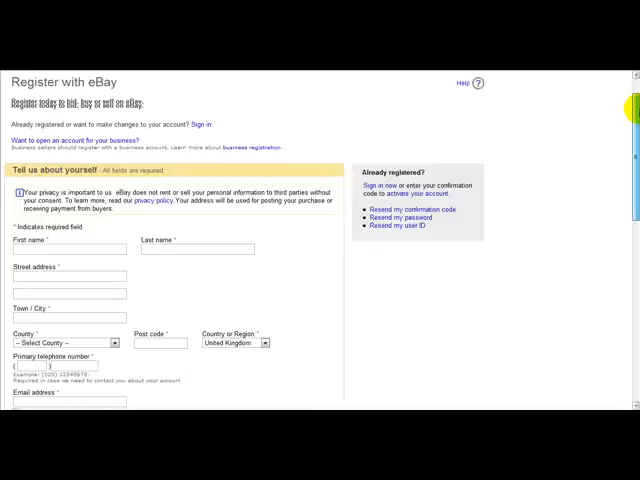 Register with eBay
Help ?
Register today to bid, buy or sell on eBay.
Already registered or want to make changes to your account? Sign in.
Want to open an account for your business?
Business sellers should register with a business account. Learn more about business registration.
Tell us about yourself - All fields are required
Already registered?
Sign in now or enter your confirmation
code to activate your account.
Resend my confirmation code
Resend my password
Resend my user ID
Your privacy is important to us eBay does not rent or sell your personal information to third parties without
your consent. To learn more, read our privacy policy.Your address will be used for posting your purchase or
receiving payment from buyers.
* Indicates required field
First name * Last name *
Street address *
Town / City *
County * Post code * Country or Region *
-- Select County -- United Kingdom
Primary telephone number *
( )
Example: (020) 12345678.
Required in case we need to contact you about your account.
Email address *